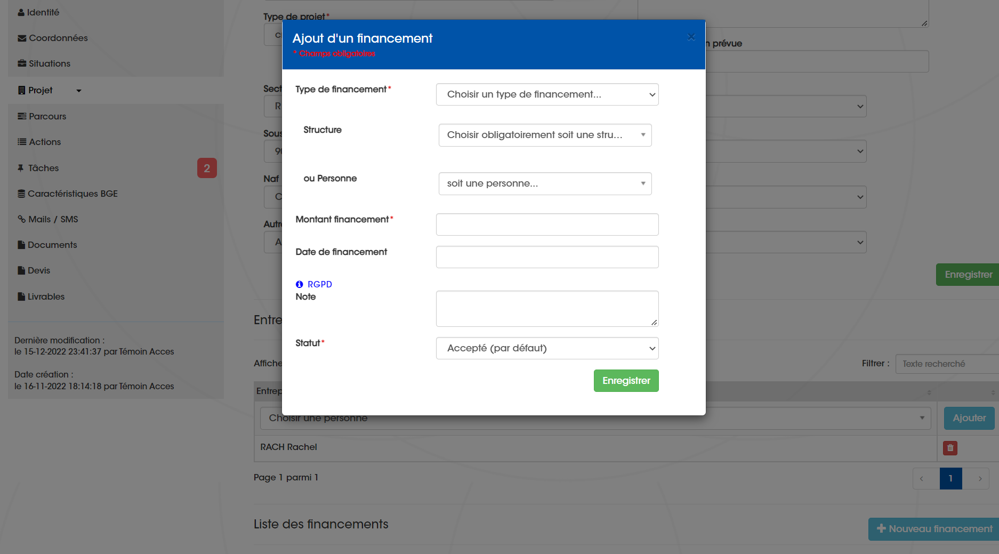 Identité
Coordonnées
Situations
Projet
Parcours
Actions
Tâches
2
Caractéristiques BGE
Mails / SMS
Documents
Devis
Livrables
Dernière modification :
le 15-12-2022 23:41:37 par Témoin Acces
Date création :
le 16-11-2022 18:14:18 par Témoin Acces
Type de projet*
n prévue
Sect
R
Sous
Naf
C
Autre
A
Enregistrer
Ajout d'un financement
* Champs obligatoires
×
Type de financement*
Choisir un type de financement...
Structure
Choisir obligatoirement soit une stru...
ou Personne
soit une personne...
Montant financement*
Date de financement
RGPD
Note
Statut*
Accepté (par défaut)
Enregistrer
Entre
Affiche
Filtrer :
Texte recherché
Entrep
Choisir une personne
Ajouter
RACH Rachel
Page 1 parmi 1
‹ 1 ›
Liste des financements
Nouveau financement